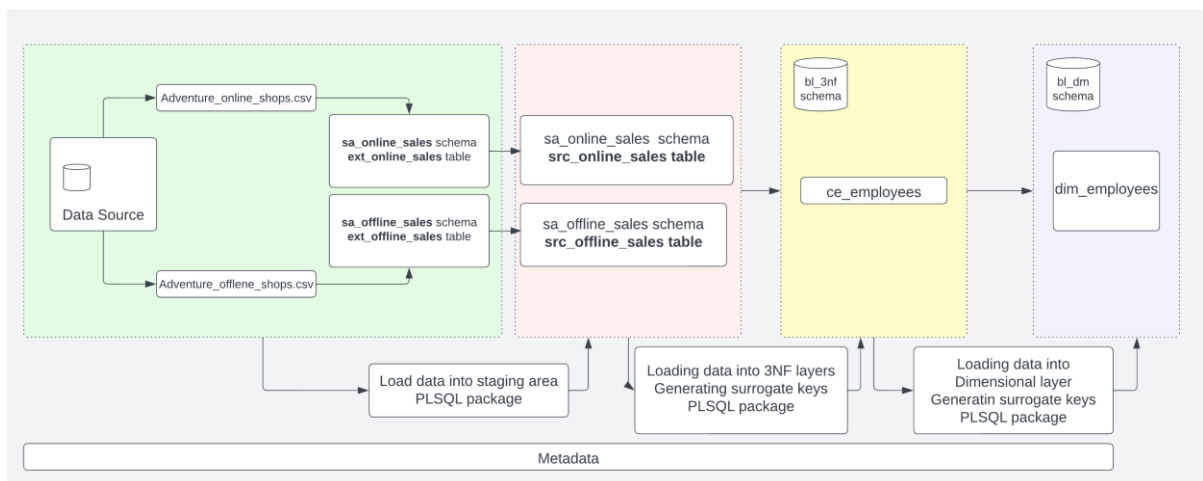 Data Source
Adventure_online_shops.csv
Adventure_offlene_shops.csv
sa_online_sales schema
ext_online_sales table
sa_offline_sales schema
ext_offline_sales table
sa_online_sales schema
src_online_sales table
sa_offline_sales schema
src_offline_sales table
bl_3nf
schema
ce_employees
bl_dm
schema
dim_employees
Load data into staging area
PLSQL package
Loading data into 3NF layers
Generating surrogate keys
PLSQL package
Loading data into
Dimensional layer
Generatin surrogate keys
PLSQL package
Metadata